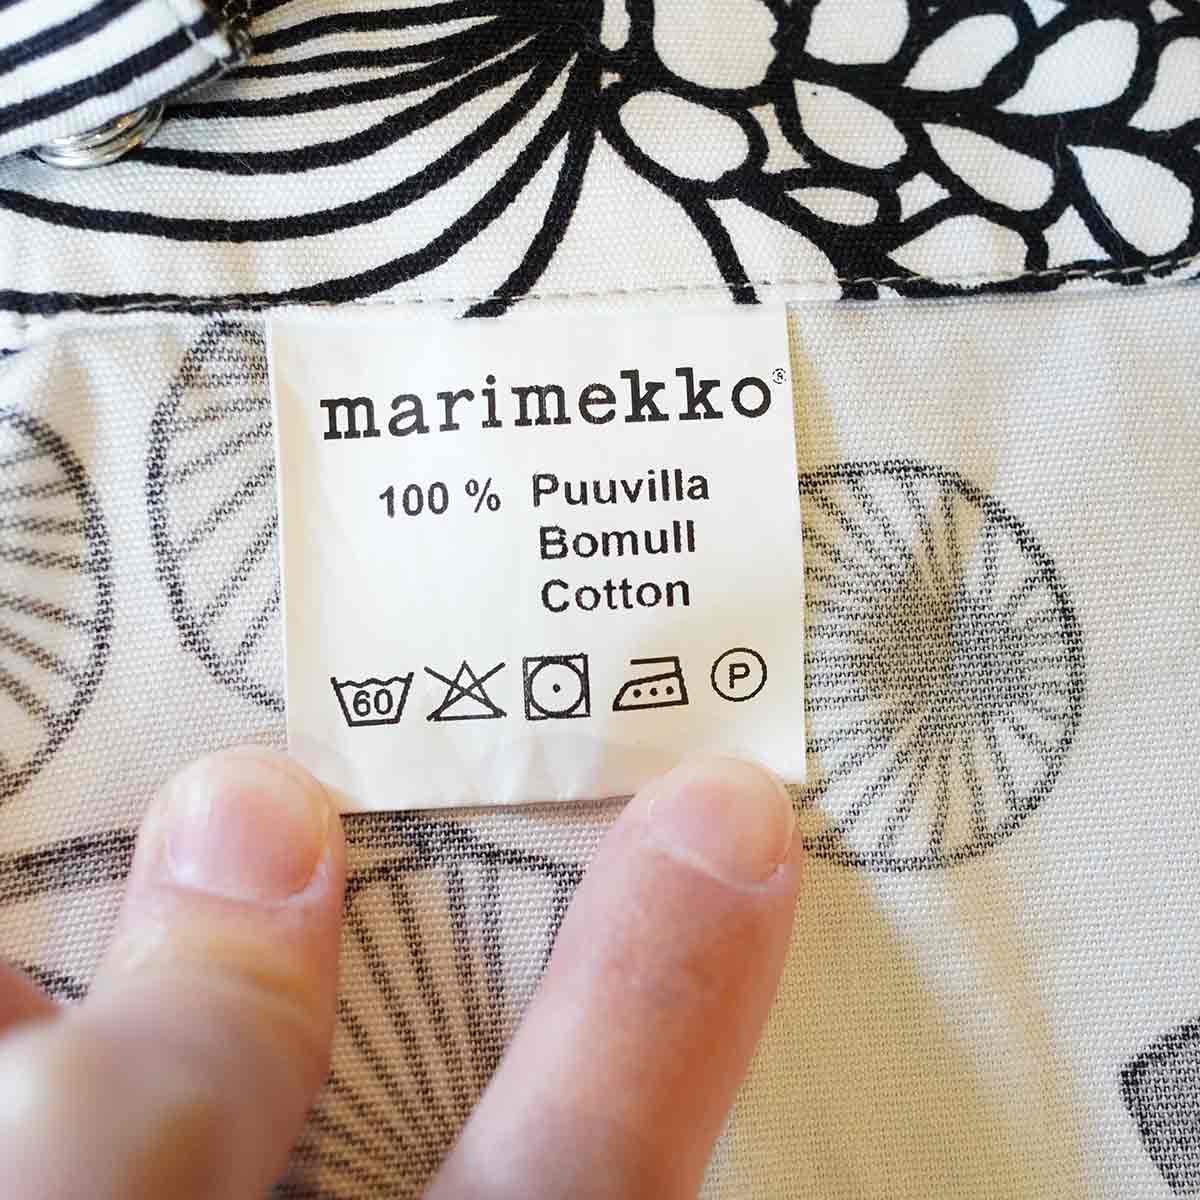 marimekko®
100 % Puuvilla
Bomull
Cotton
60 P